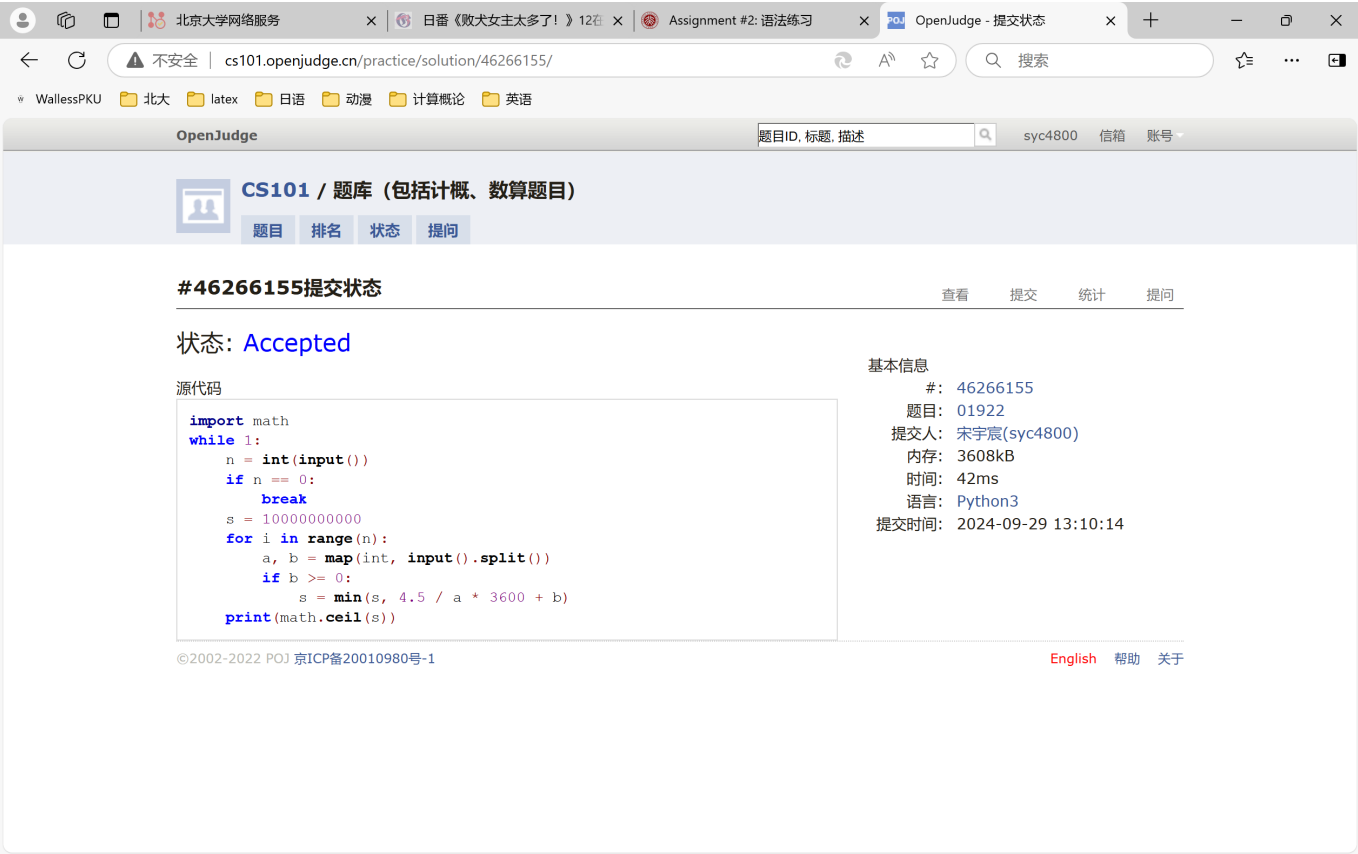 北京大学网络服务
日番《败犬女主太多了！》12在
Assignment #2: 语法练习
POJ
OpenJudge - 提交状态
不安全
cs101.openjudge.cn/practice/solution/46266155/
搜索
WallessPKU
北大
latex
日语
动漫
计算概论
英语
OpenJudge
题目ID, 标题, 描述
syc4800
信箱
账号
CS101 / 题库（包括计概、数算题目）
题目
排名
状态
提问
#46266155提交状态
查看
提交
统计
提问
状态: Accepted
源代码
import math
while 1:
    n = int(input())
    if n == 0:
        break
    s = 10000000000
    for i in range(n):
        a, b = map(int, input().split())
        if b >= 0:
            s = min(s, 4.5 / a * 3600 + b)
    print(math.ceil(s))
基本信息
#: 46266155
题目: 01922
提交人: 宋宇宸(syc4800)
内存: 3608kB
时间: 42ms
语言: Python3
提交时间: 2024-09-29 13:10:14
©2002-2022 POJ 京ICP备20010980号-1
English
帮助
关于